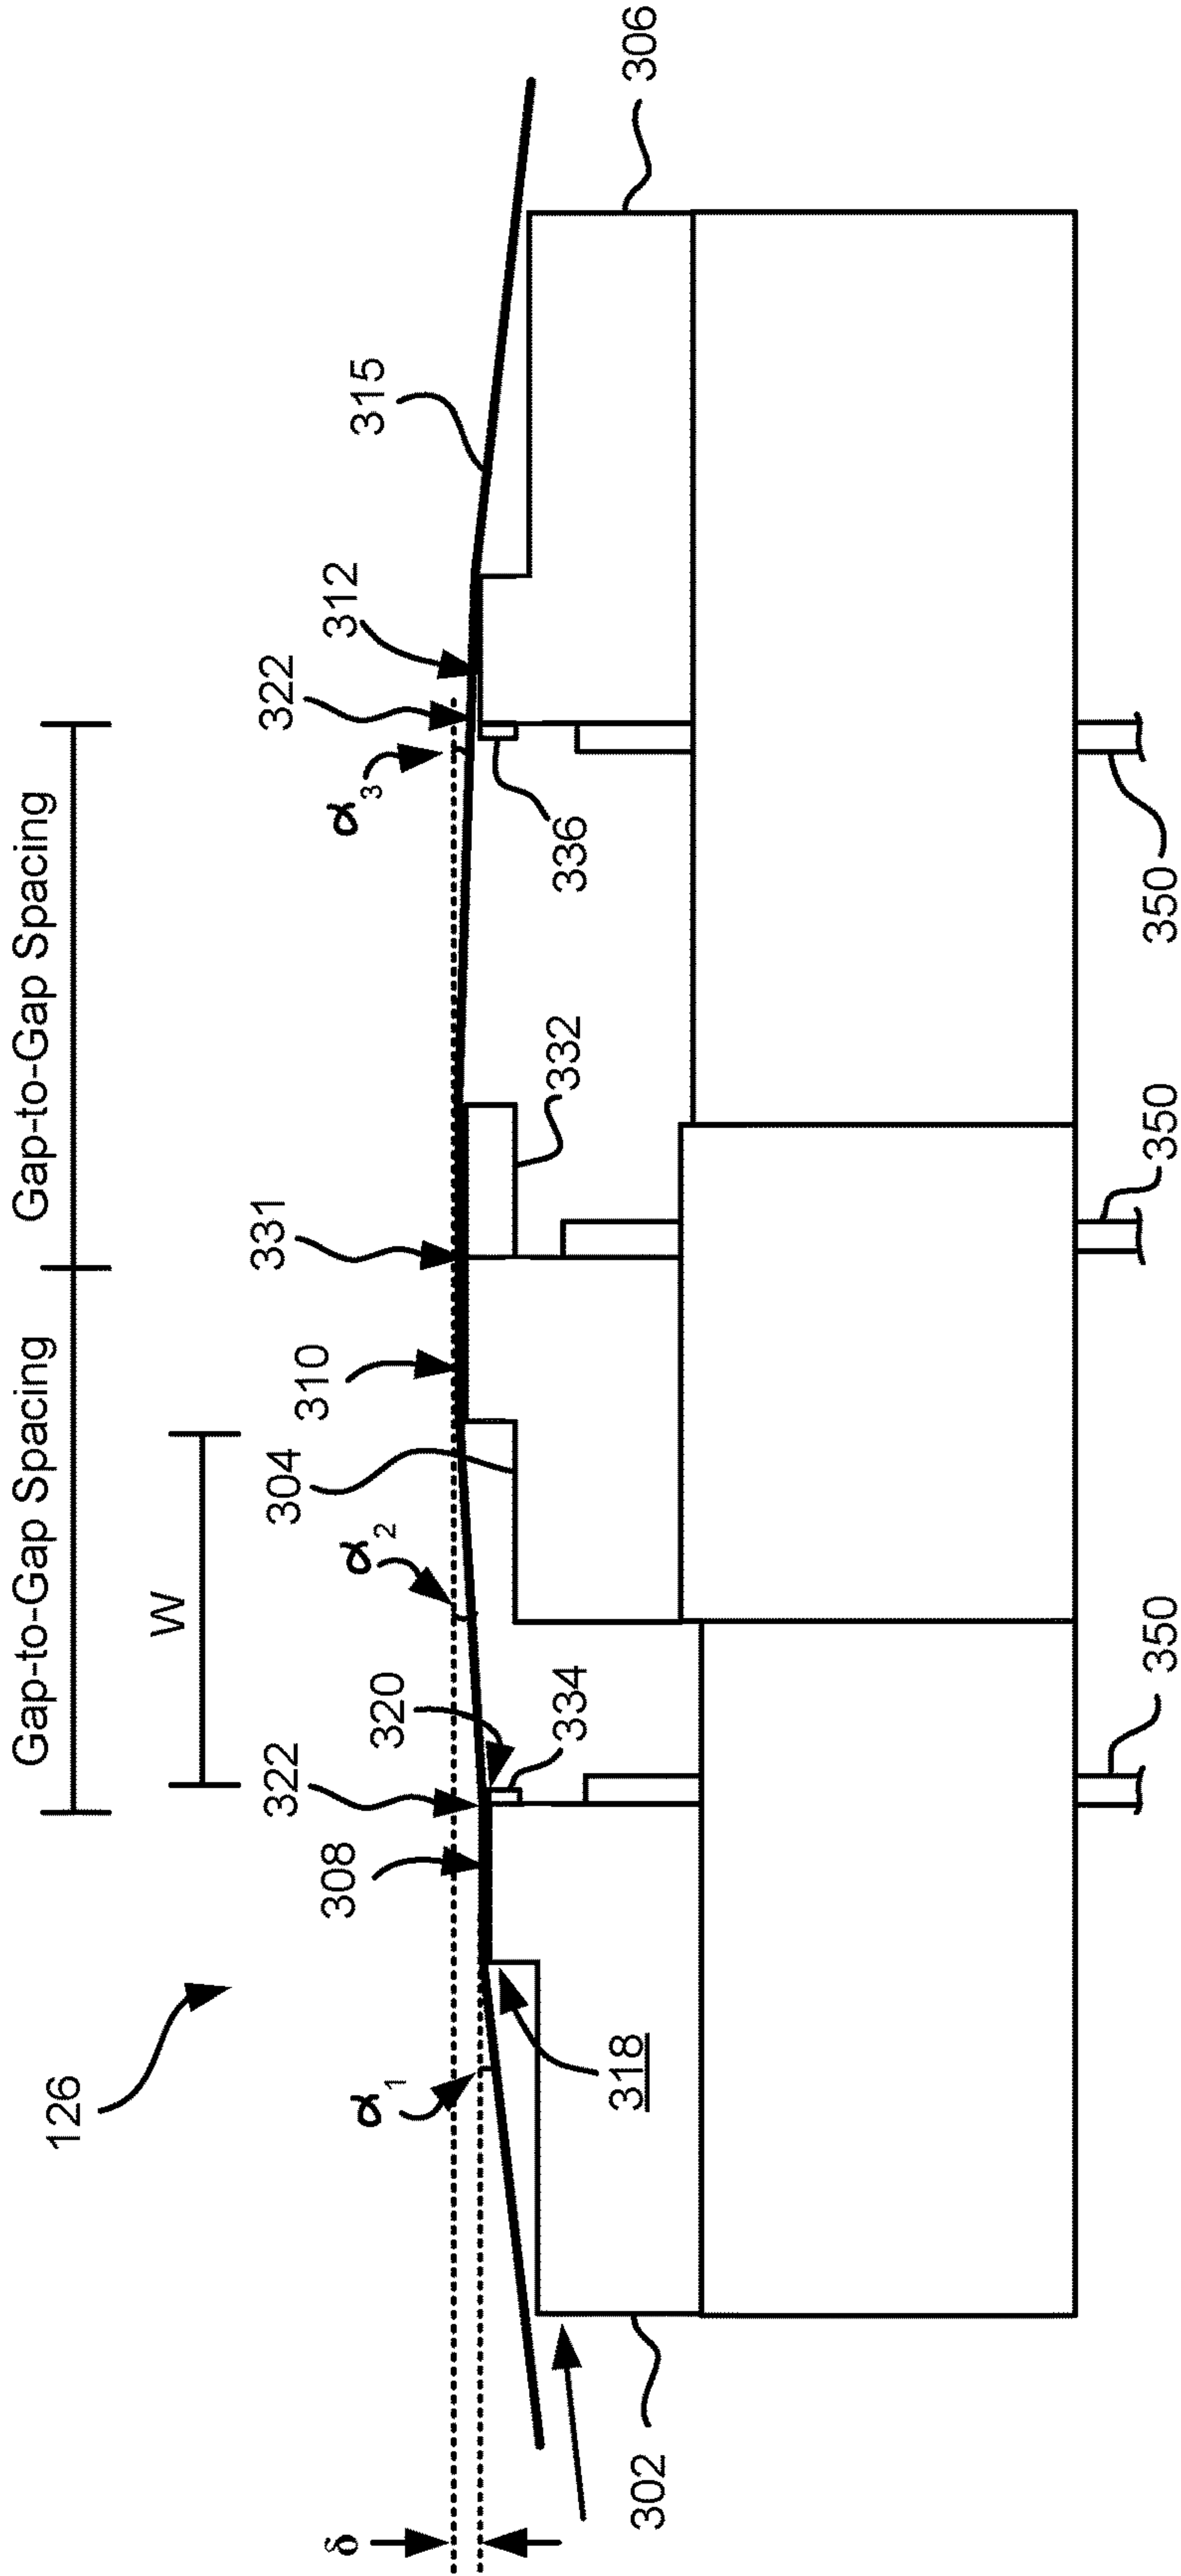 Gap-to-Gap Spacing
Gap-to-Gap Spacing
W
126
α1
308
322
320
334
α2
304
310
331
332
α3
322
312
336
315
306
δ
302
318
350
350
350